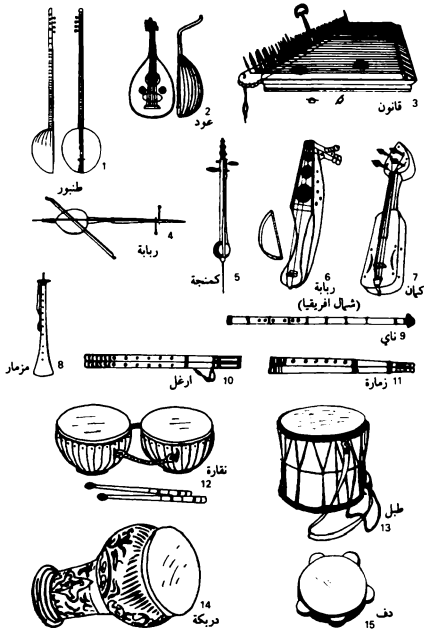 1
طنبور
2
عود
3 قانون
4
ربابة
5 كمنجة
6
ربابة
(شمال افريقيا)
7
كمان
8 مزمار
9 ناي
10 ارغل
11 زمارة
نقارة
12
طبل
13
14
دربكة
دف
15